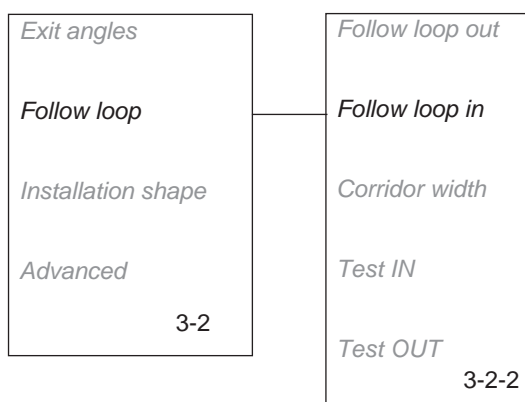 Exit angles
Follow loop
Installation shape
Advanced
3-2
Follow loop out
Follow loop in
Corridor width
Test IN
Test OUT
3-2-2